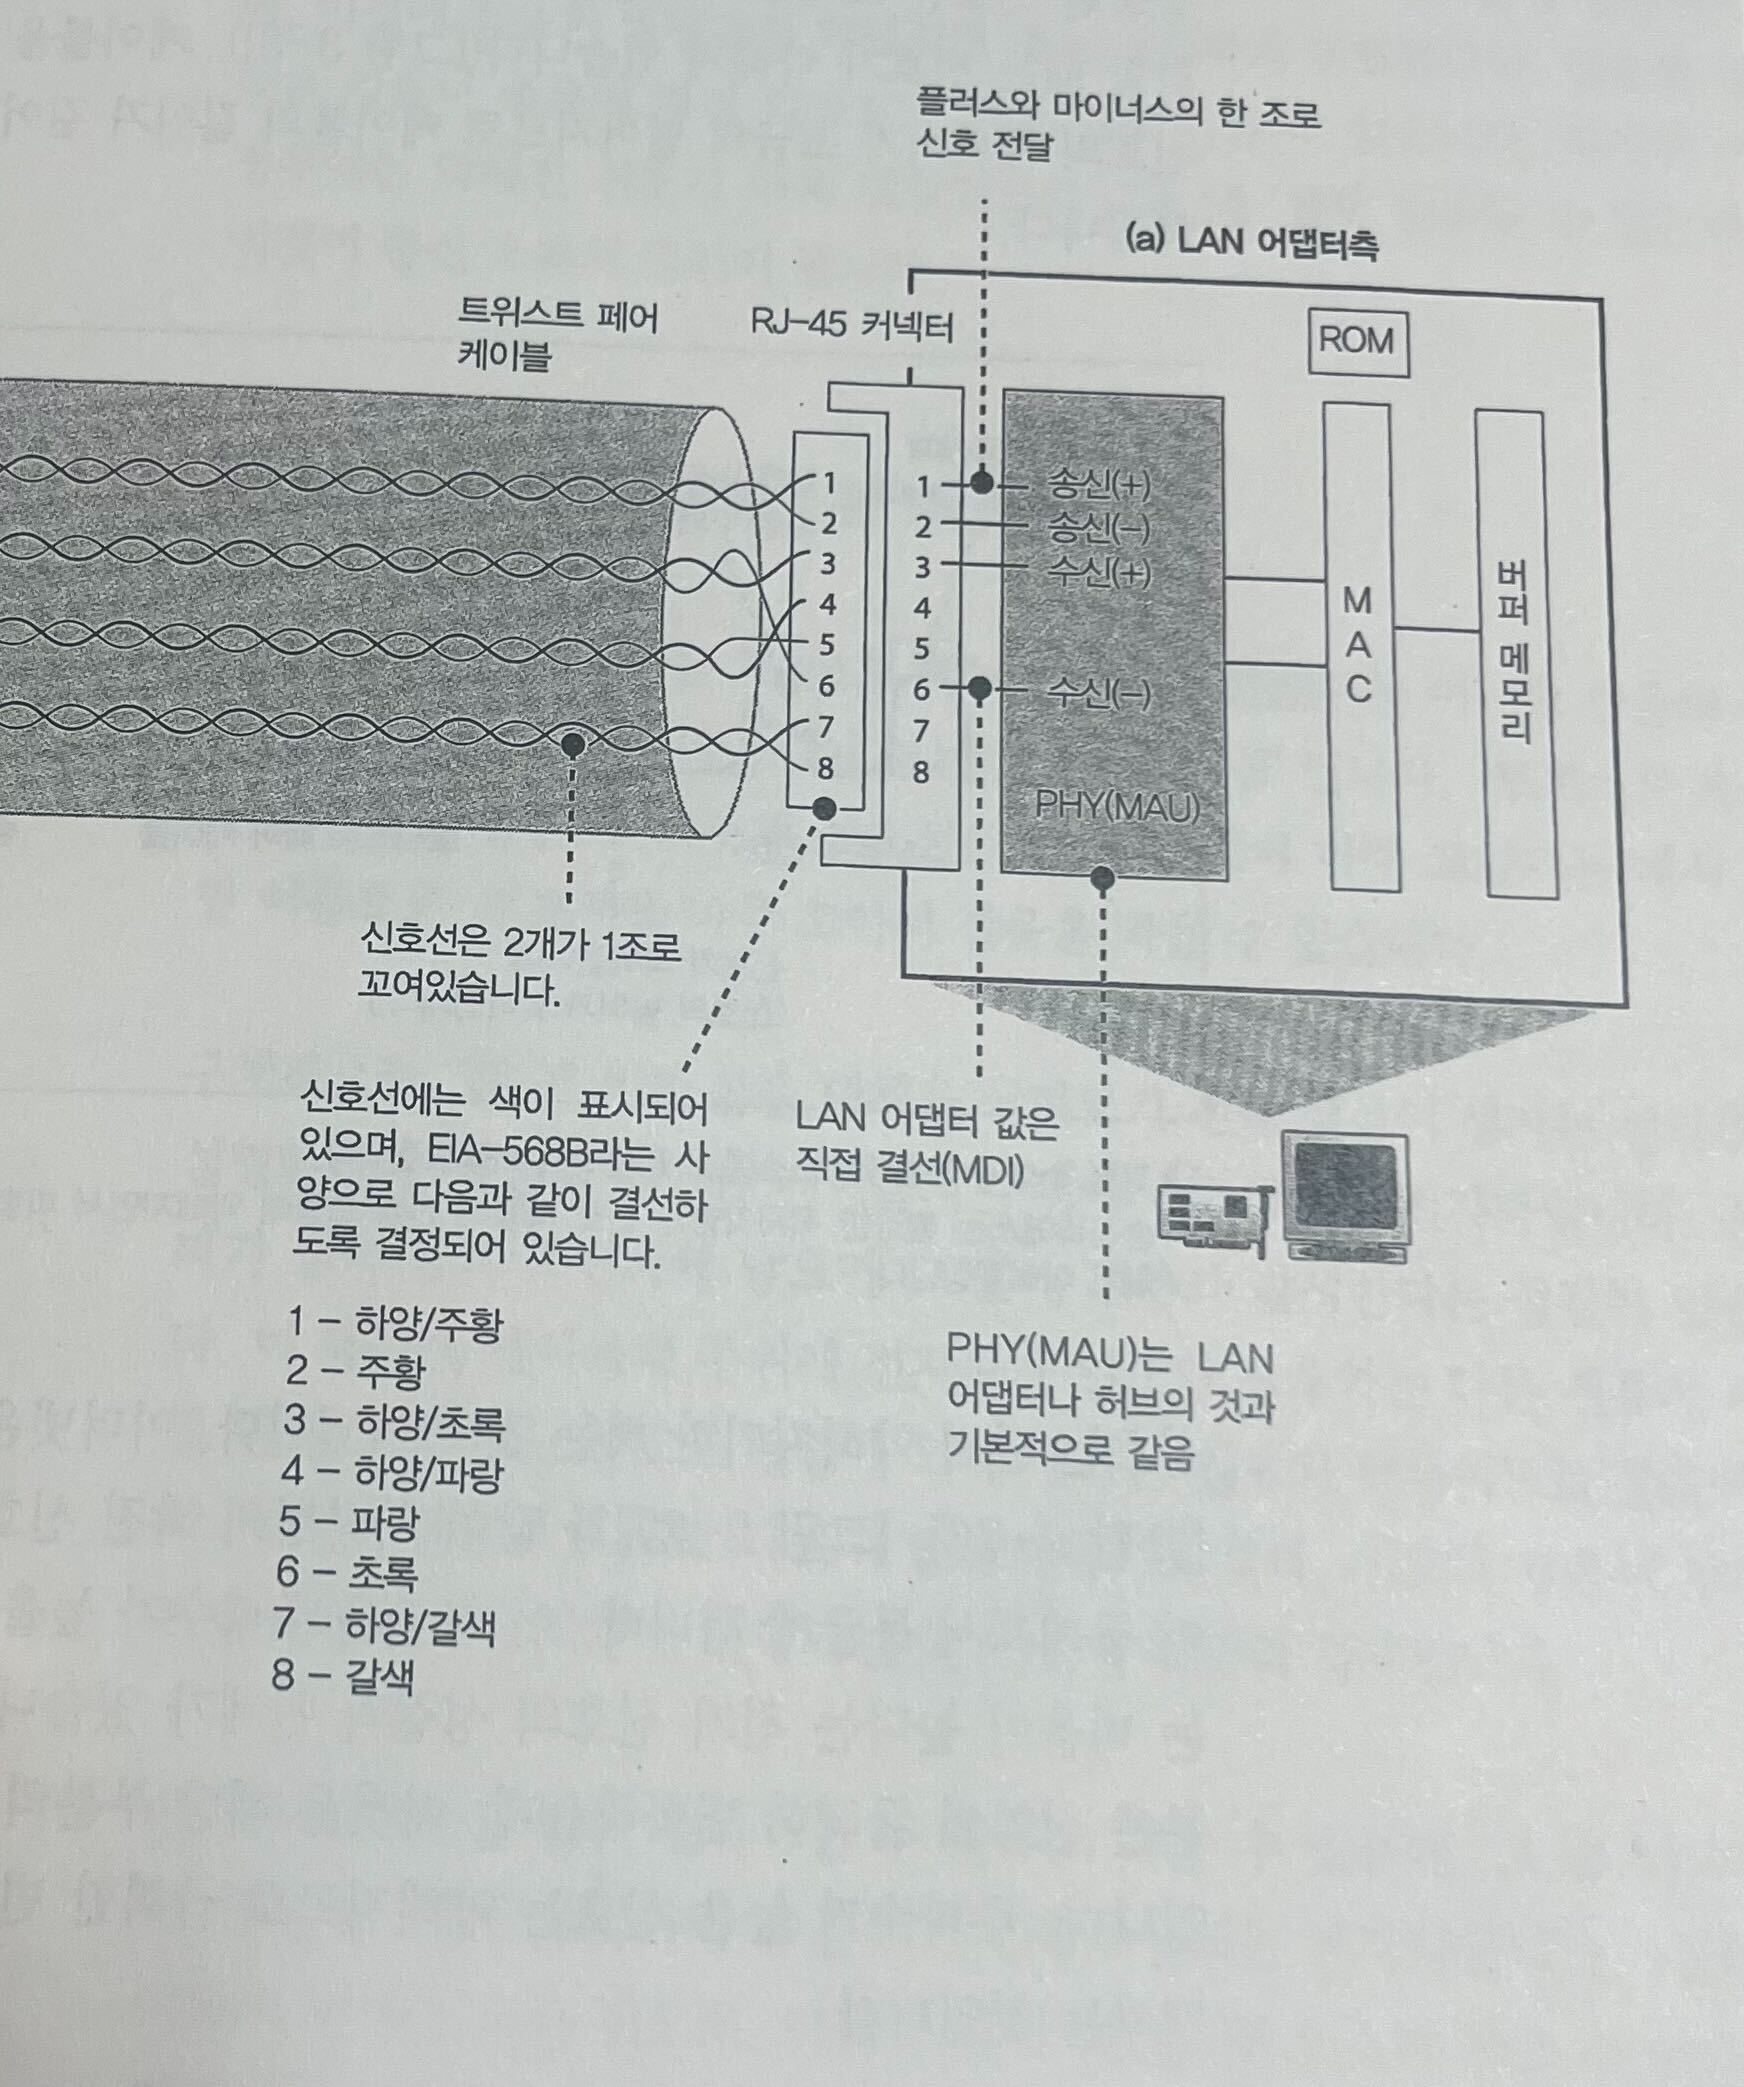 플러스와 마이너스의 한 조로
신호 전달
(a) LAN 어댑터측
트위스트 페어
케이블
RJ-45 커넥터
ROM
1
2
3
4
5
6
7
8
1
2
3
4
5
6
7
8
송신(+)
송신(-)
수신(+)
수신(-)
PHY(MAU)
MAC
버퍼 메모리
신호선은 2개가 1조로
꼬여있습니다.
신호선에는 색이 표시되어
있으며, EIA-568B라는 사
양으로 다음과 같이 결선하
도록 결정되어 있습니다.
1 - 하양/주황
2 - 주황
3 - 하양/초록
4 - 하양/파랑
5 - 파랑
6 - 초록
7 - 하양/갈색
8 - 갈색
LAN 어댑터 값은
직접 결선(MDI)
PHY(MAU)는 LAN
어댑터나 허브의 것과
기본적으로 같음